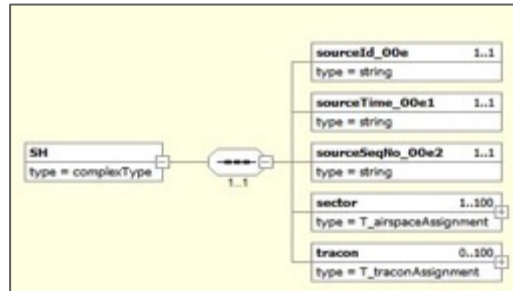 sourceId_00e 1..1
type = string
sourceTime_00e1 1..1
type = string
SH
type = complexType
1..1
sourceSeqNo_00e2 1..1
type = string
sector 1..100
type = T_airspaceAssignment
tracon 0..100
type = T_traconAssignment